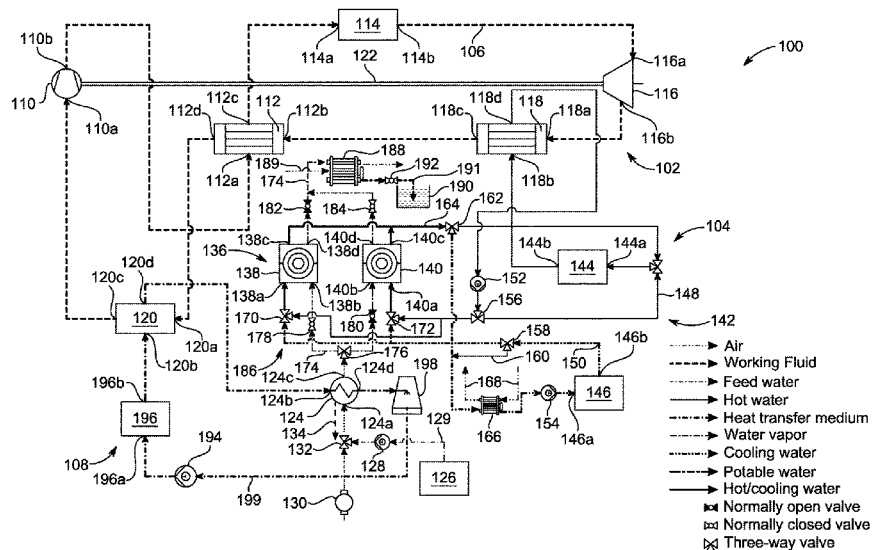 110b
114
106
100
114a
114b
122
116a
110
116
112c
118d
112d
112
112b
118c
118
118a
110a
116b
188
192
102
189
112a
191
118b
174
190
182
184
164
162
138c
140d
104
136
138d
140c
144b
144a
120d
138
140
144
152
120c
138a
140b
138b
140a
156
148
170
120
178
180
172
158
142
120a
186
176
146b
120b
174
160
150
124c
124d
198
168
146
196b
124b
124
124a
129
154
196
134
166
146a
108
132
196a
194
128
126
199
130
Air
Working Fluid
Feed water
Hot water
Heat transfer medium
Water vapor
Cooling water
Potable water
Hot/cooling water
Normally open valve
Normally closed valve
Three-way valve